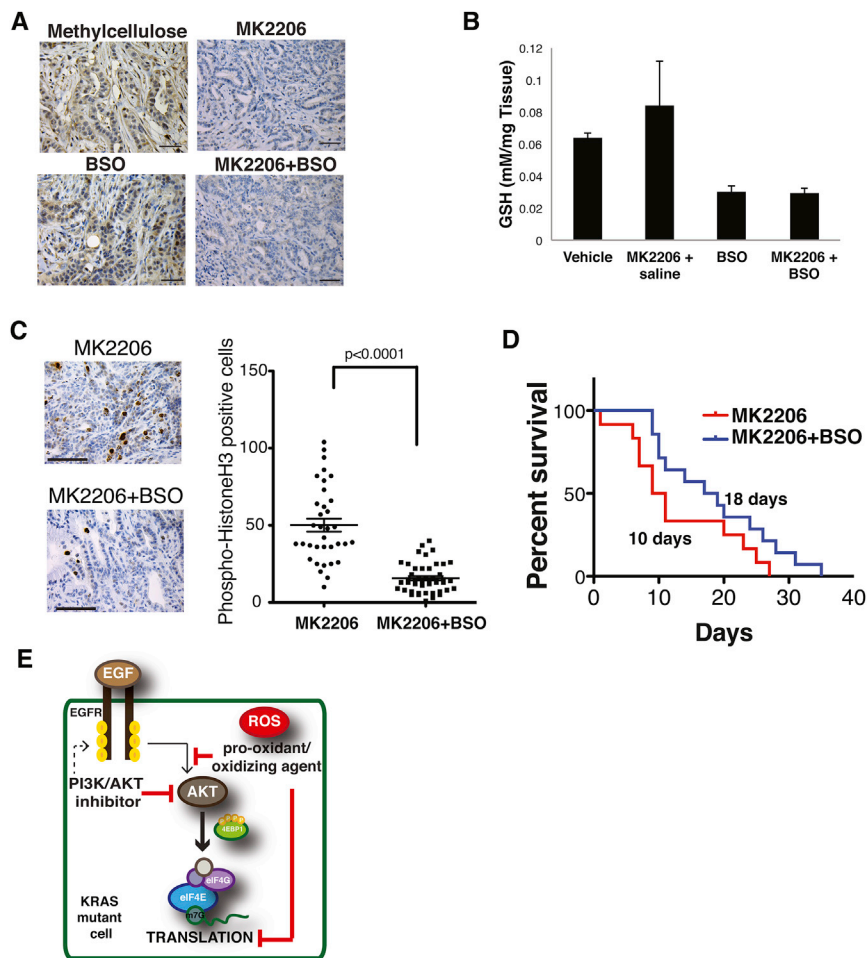 A
Methylcellulose
MK2206
BSO
MK2206+BSO
B
GSH (mM/mg Tissue)
0.12
0.1
0.08
0.06
0.04
0.02
0
Vehicle
MK2206 +
saline
BSO
MK2206 +
BSO
C
MK2206
MK2206+BSO
Phospho-HistoneH3 positive cells
p<0.0001
150
100
50
0
MK2206
MK2206+BSO
D
Percent survival
100
50
0
MK2206
MK2206+BSO
18 days
10 days
0
10
20
30
40
Days
E
EGF
EGFR
ROS
pro-oxidant/
oxidizing agent
PI3K/AKT
inhibitor
AKT
4EBP1
eIF4G
eIF4E
m7G
KRAS
mutant
cell
TRANSLATION